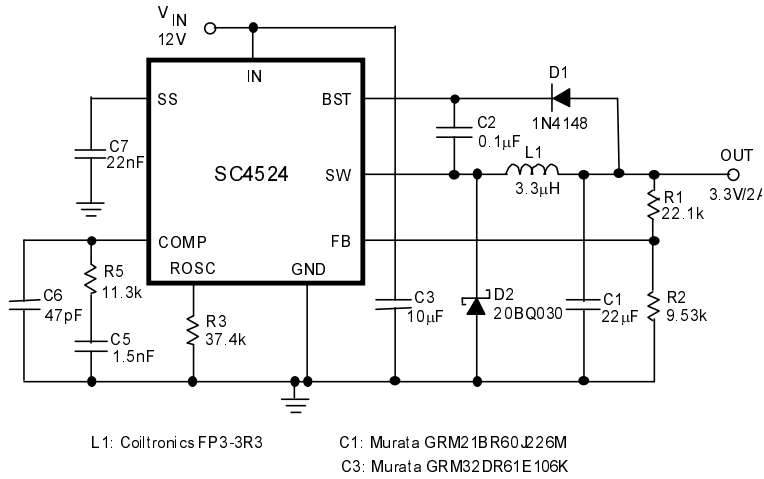 V IN
12V
IN
D1
SS
BST
1N4148
C2
0.1µF
C7
22nF
L1
3.3µH
SC4524
SW
OUT
3.3V/2A
R1
22.1k
COMP
FB
ROSC
GND
R5
11.3k
C6
47pF
C5
1.5nF
R3
37.4k
C3
10µF
D2
20BQ030
C1
22µF
R2
9.53k
L1: Coiltronics FP3-3R3
C1: Murata GRM21BR60J226M
C3: Murata GRM32DR61E106K